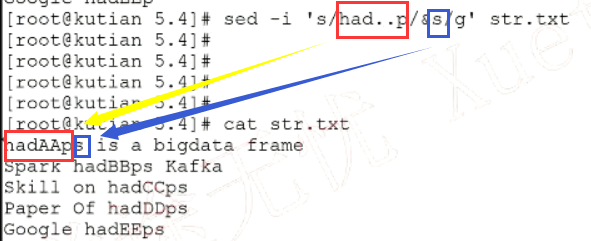 Google hadEEp
[root@kutian 5.4]# sed -i 's/had..p/&s/g' str.txt
[root@kutian 5.4]#
[root@kutian 5.4]#
[root@kutian 5.4]#
[root@kutian 5.4]#
[root@kutian 5.4]# cat str.txt
hadAAps is a bigdata frame
Spark hadBBps Kafka
Skill on hadCCps
Paper Of hadDDps
Google hadEEps